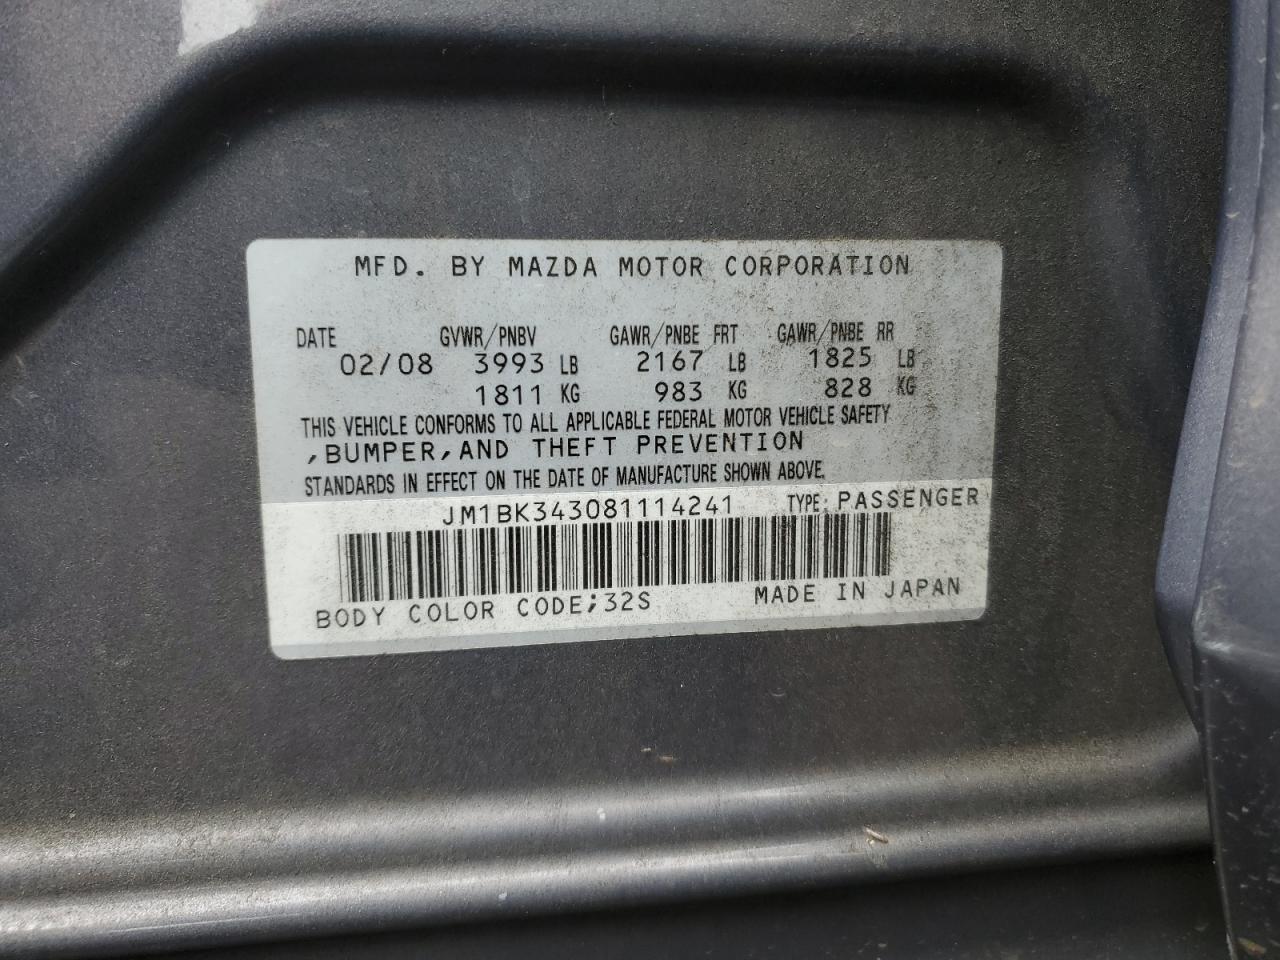 MFD. BY MAZDA MOTOR CORPORATION
DATE GVWR/PNBV GAWR/PNBE FRT GAWR/PNBE RR
02/08 3993 LB 2167 LB 1825 LB
1811 KG 983 KG 828 KG
THIS VEHICLE CONFORMS TO ALL APPLICABLE FEDERAL MOTOR VEHICLE SAFETY
,BUMPER,AND THEFT PREVENTION
STANDARDS IN EFFECT ON THE DATE OF MANUFACTURE SHOWN ABOVE.
JM1BK343081114241 TYPE: PASSENGER
BODY COLOR CODE;32S MADE IN JAPAN